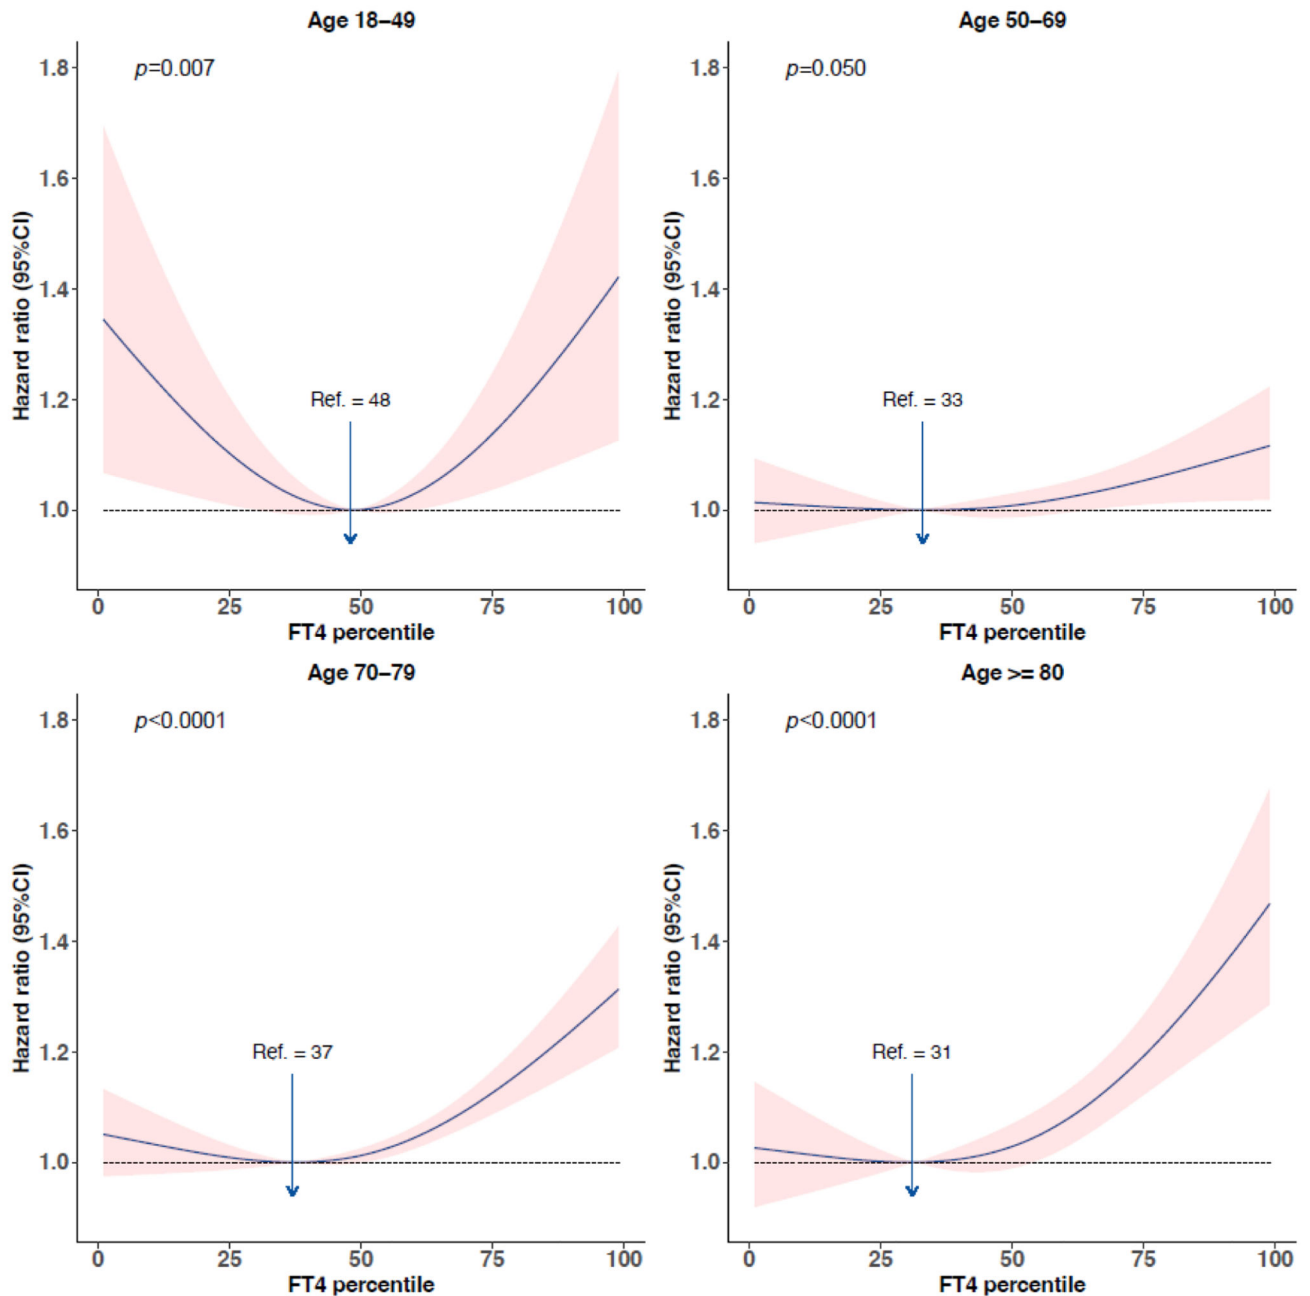 Age 18–49
p=0.007
Hazard ratio (95%CI)
1.8
1.6
1.4
1.2
1.0
Ref. = 48
0 25 50 75 100
FT4 percentile
Age 50–69
p=0.050
Hazard ratio (95%CI)
1.8
1.6
1.4
1.2
1.0
Ref. = 33
0 25 50 75 100
FT4 percentile
Age 70–79
p<0.0001
Hazard ratio (95%CI)
1.8
1.6
1.4
1.2
1.0
Ref. = 37
0 25 50 75 100
FT4 percentile
Age >= 80
p<0.0001
Hazard ratio (95%CI)
1.8
1.6
1.4
1.2
1.0
Ref. = 31
0 25 50 75 100
FT4 percentile